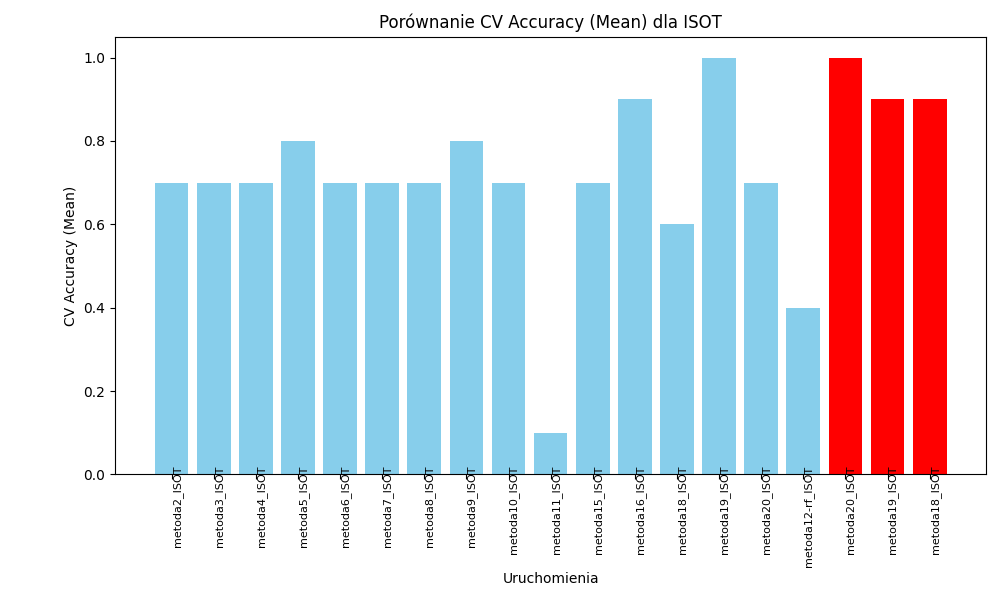 Porównanie CV Accuracy (Mean) dla ISOT
CV Accuracy (Mean)
1.0
0.8
0.6
0.4
0.2
0.0
metoda2_ISOT
metoda3_ISOT
metoda4_ISOT
metoda5_ISOT
metoda6_ISOT
metoda7_ISOT
metoda8_ISOT
metoda9_ISOT
metoda10_ISOT
metoda11_ISOT
metoda15_ISOT
metoda16_ISOT
metoda18_ISOT
metoda19_ISOT
metoda20_ISOT
metoda12-rf_ISOT
metoda20_ISOT
metoda19_ISOT
metoda18_ISOT
Uruchomienia